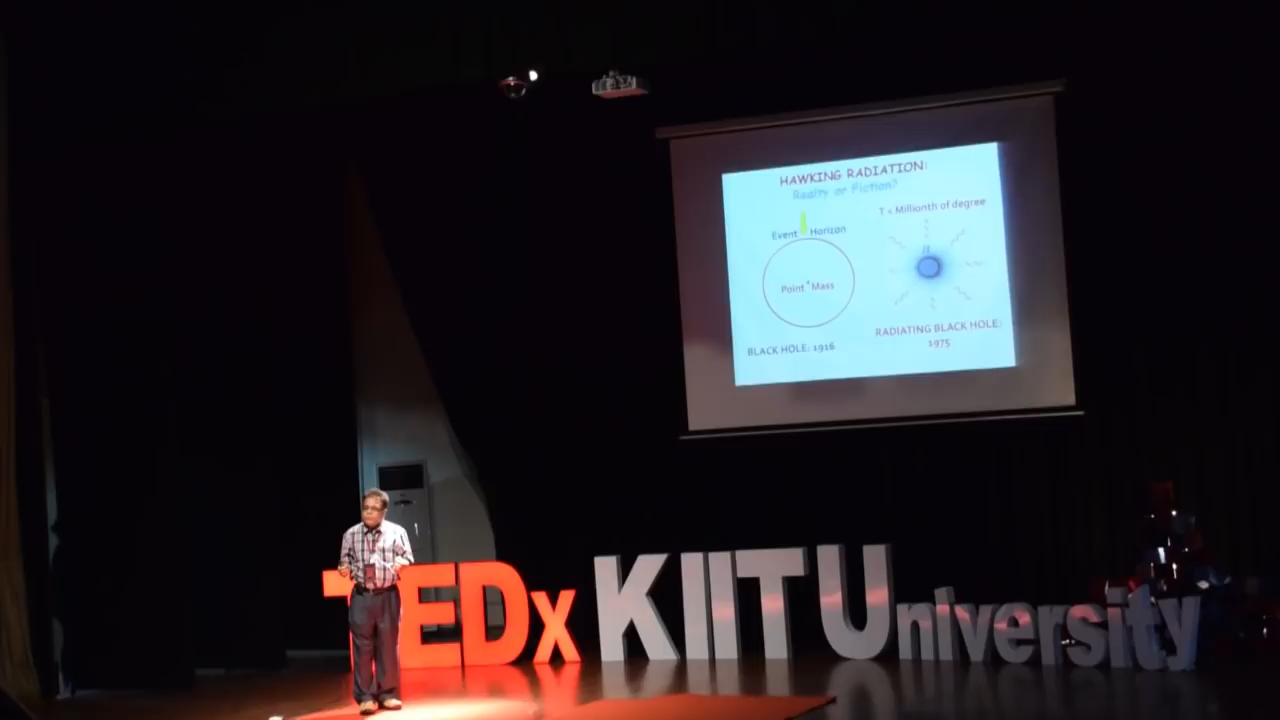 HAWKING RADIATION:
Reality or Fiction?
T < Millionth of degree
Event Horizon
Point Mass
RADIATING BLACK HOLE:
1975
BLACK HOLE: 1916
TEDx KIIT University